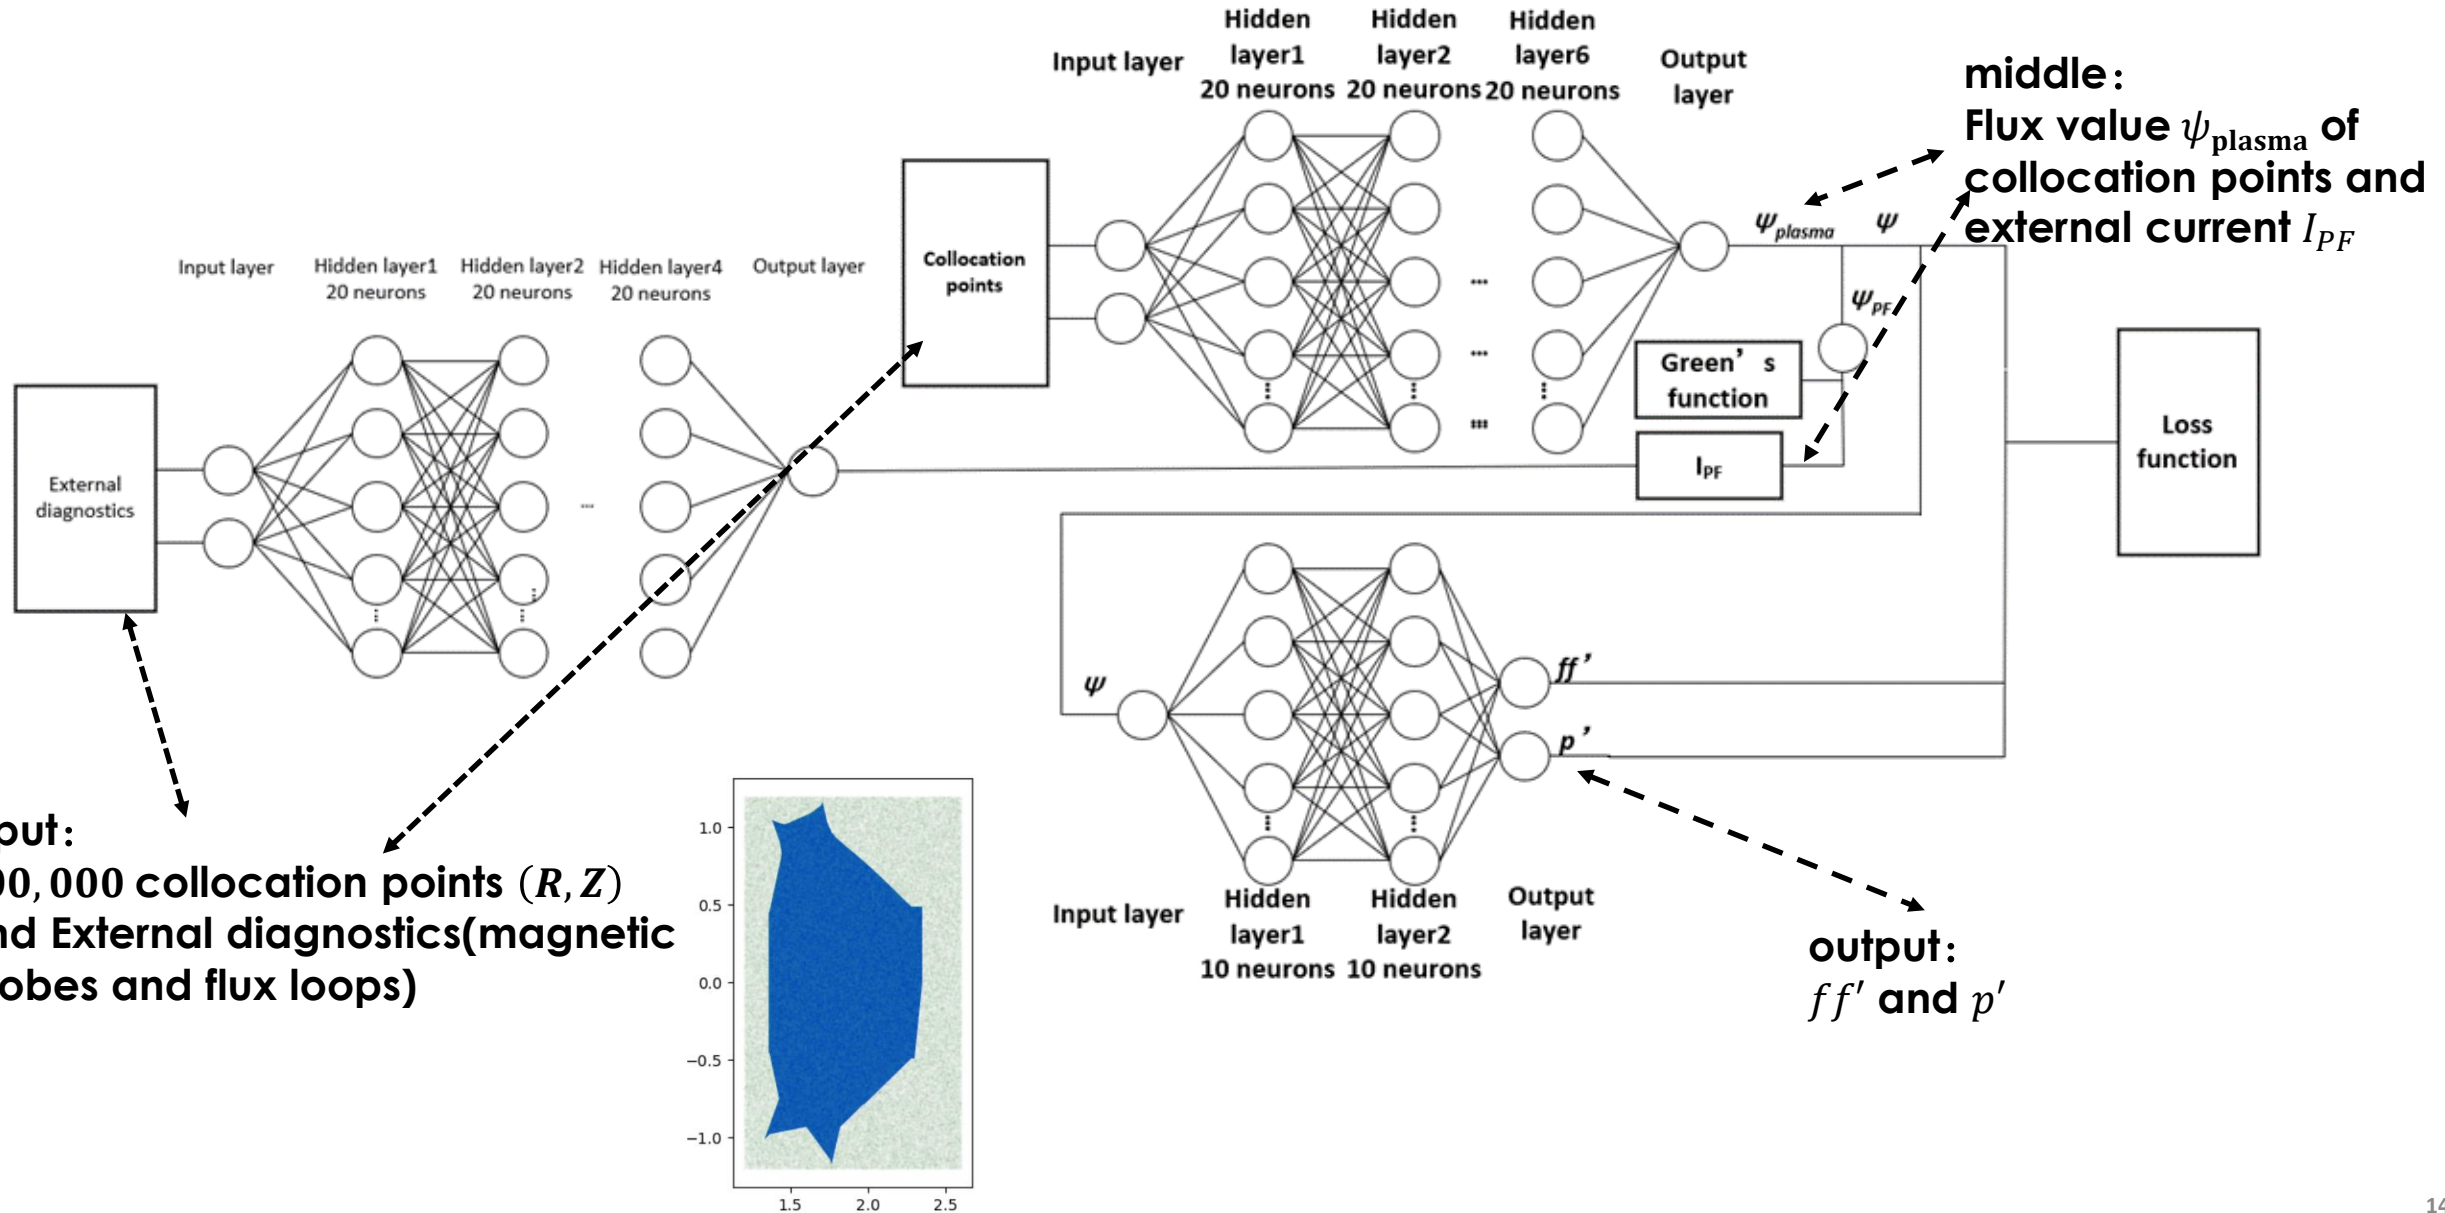 Hidden layer1 20 neurons
Hidden layer2 20 neurons
Hidden layer6 20 neurons
Input layer
Output layer
middle：
Flux value ψplasma of
collocation points and
external current IPF
Collocation
points
ψplasma
ψ
ψPF
Green’ s
function
IPF
Loss
function
Input layer
Hidden layer1
20 neurons
Hidden layer2
20 neurons
Hidden layer4
20 neurons
Output layer
External
diagnostics
...
...
...
...
ψ
ff’
p’
Input layer
Hidden layer1 10 neurons
Hidden layer2 10 neurons
Output layer
output：
ff′ and p′
put：
00,000 collocation points (R, Z)
nd External diagnostics(magnetic
obes and flux loops)
1.0
0.5
0.0
−0.5
−1.0
1.5 2.0 2.5
14